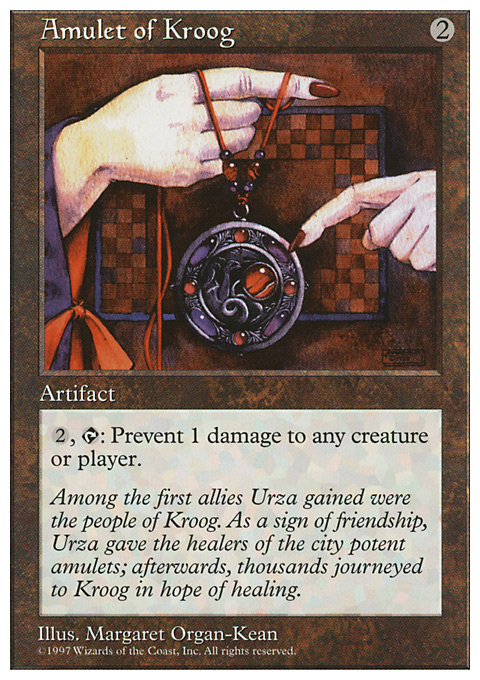 Amulet of Kroog 2
Artifact
2, : Prevent 1 damage to any creature
or player.
Among the first allies Urza gained were
the people of Kroog. As a sign of friendship,
Urza gave the healers of the city potent
amulets; afterwards, thousands journeyed
to Kroog in hope of healing.
Illus. Margaret Organ-Kean
©1997 Wizards of the Coast, Inc. All rights reserved.